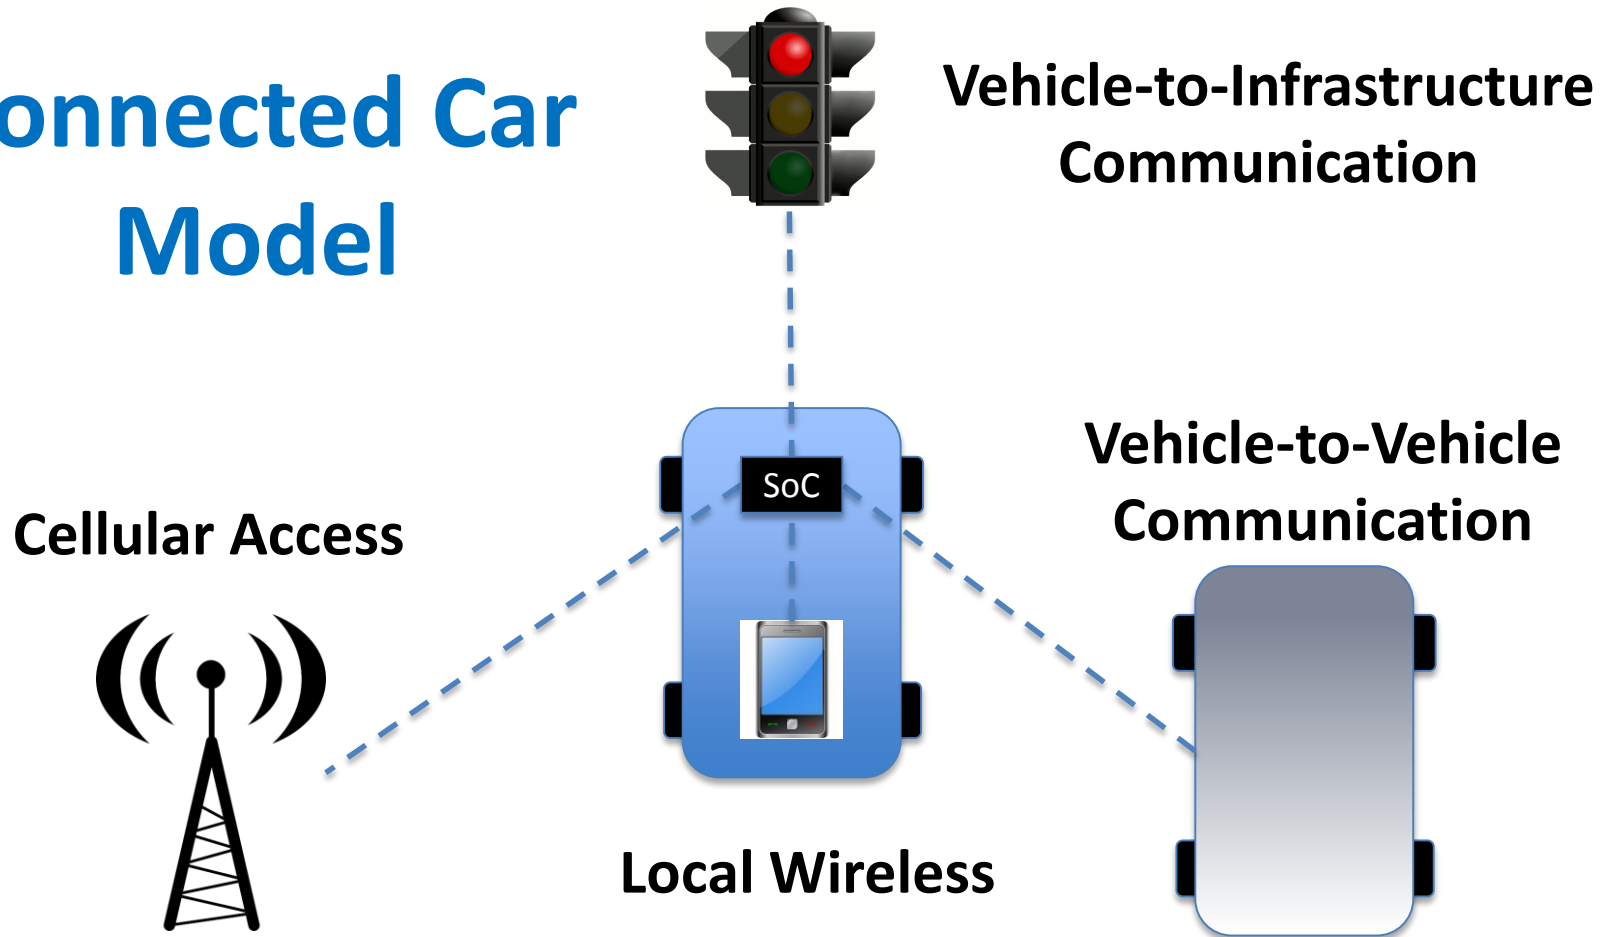 onnected Car
Model
Vehicle-to-Infrastructure
Communication
Vehicle-to-Vehicle
Communication
SoC
Cellular Access
Local Wireless